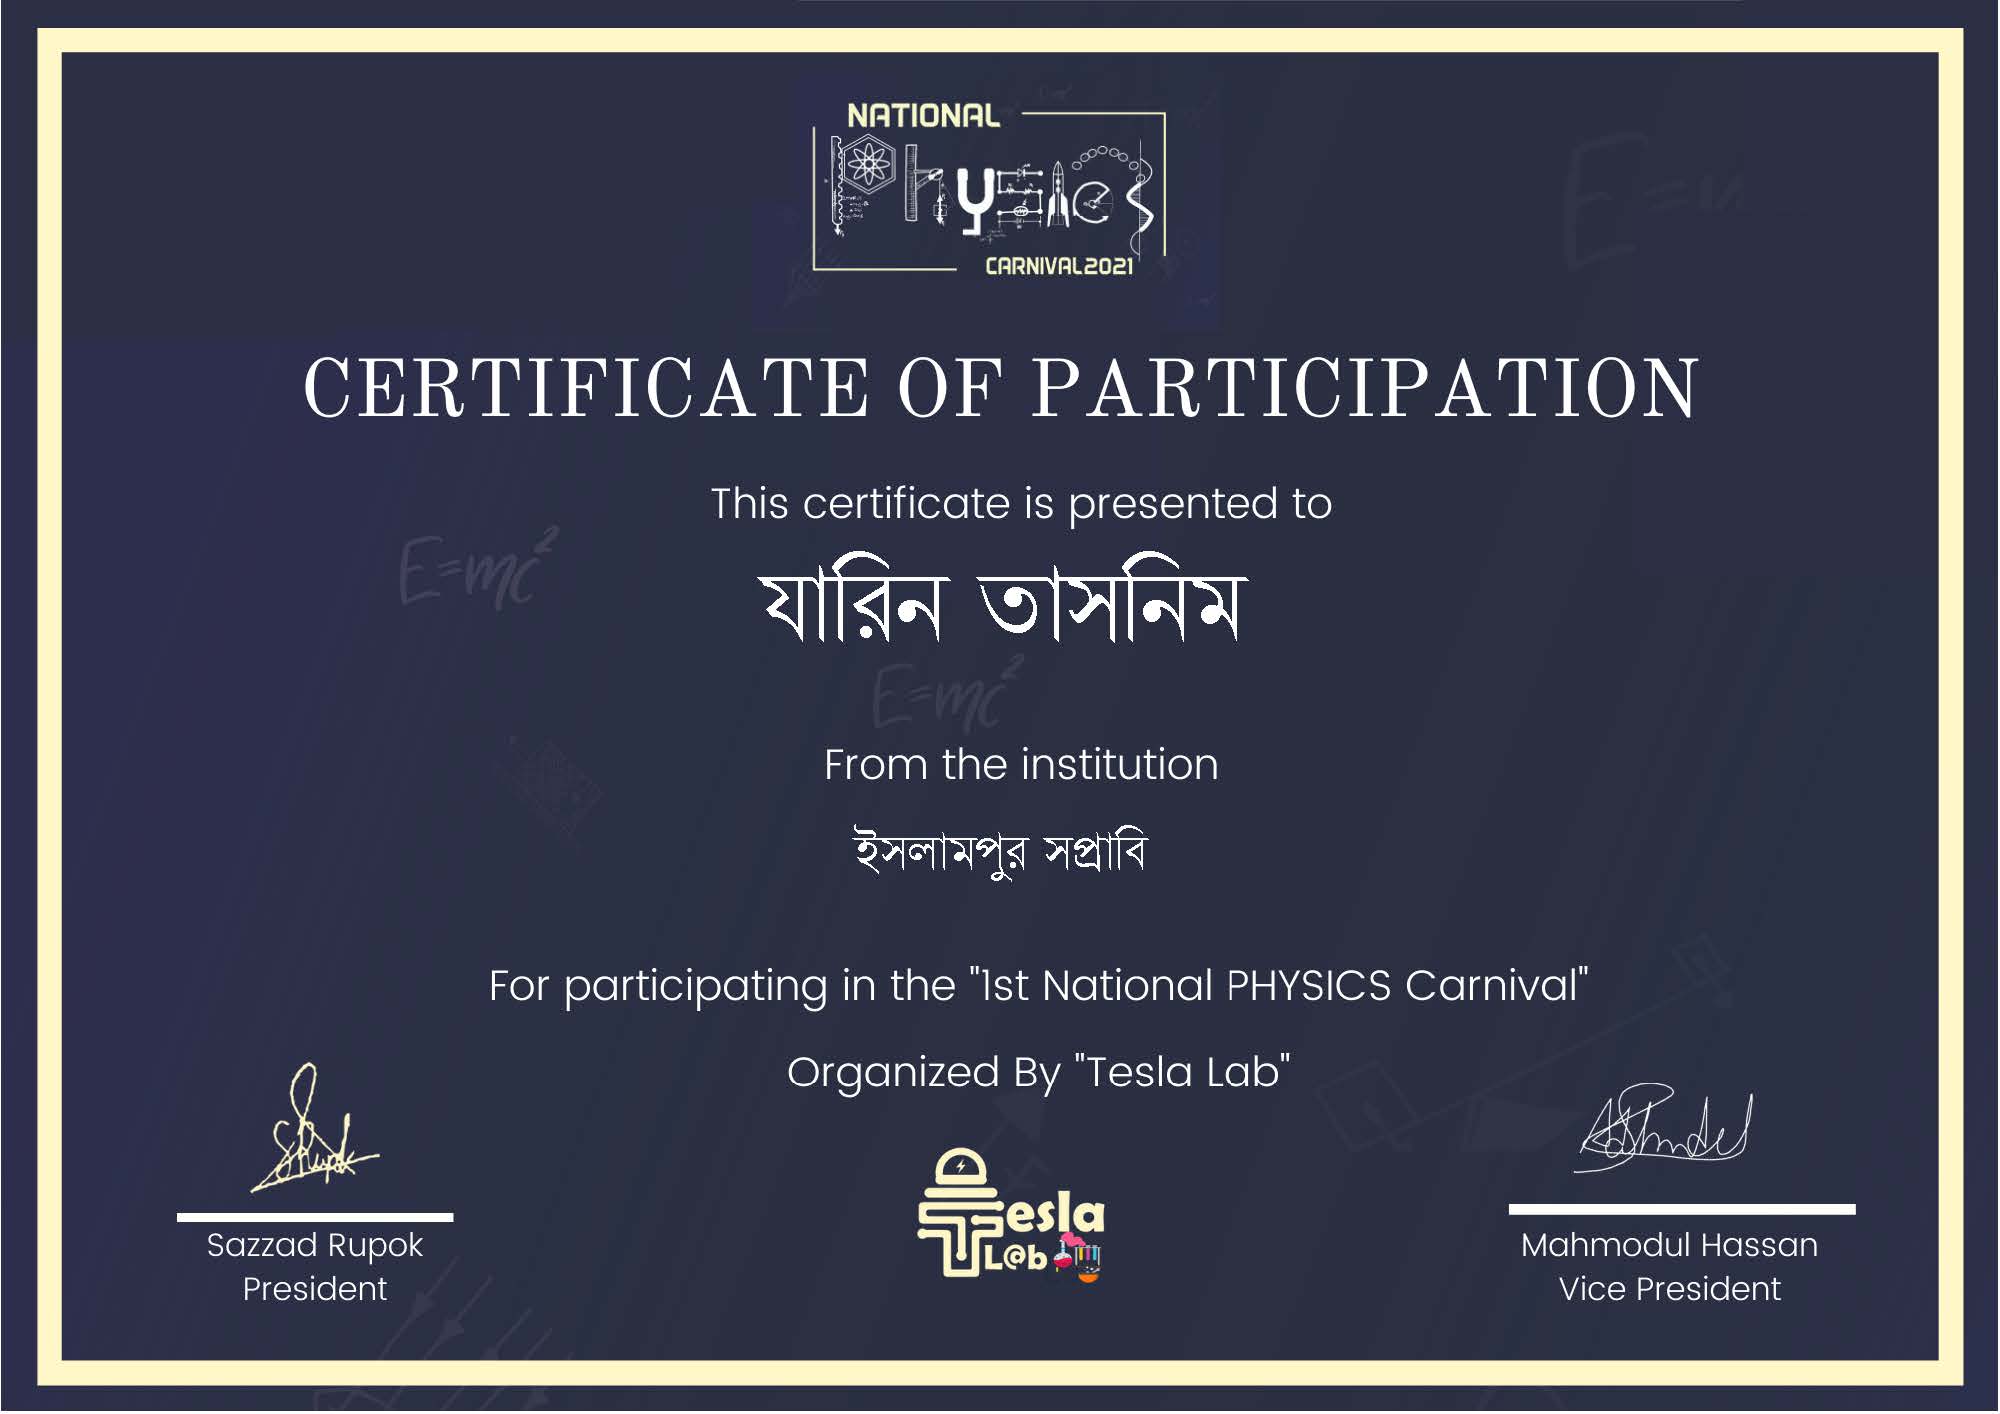 NATIONAL
PhysicS
CARNIVAL2021
CERTIFICATE OF PARTICIPATION
This certificate is presented to
E=mc²
যারিন তাসনিম
E=mc²
From the institution
ইসলামপুর সপ্রাবি
For participating in the "1st National PHYSICS Carnival"
Organized By "Tesla Lab"
Tesla
L@b
Sazzad Rupok
President
Mahmodul Hassan
Vice President